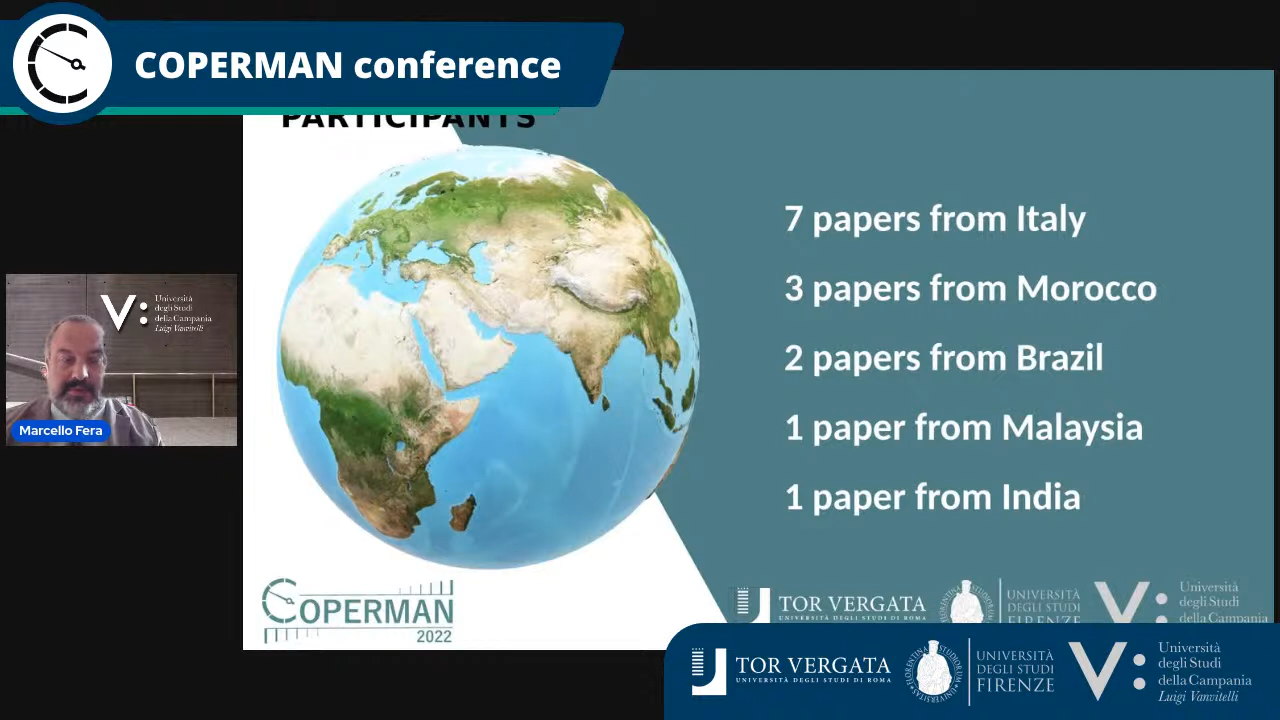 COPERMAN conference
PARTICIPANTS
7 papers from Italy
3 papers from Morocco
2 papers from Brazil
1 paper from Malaysia
1 paper from India
V:
Università
degli Studi
della Campania
Luigi Vanvitelli
Marcello Fera
COPERMAN
2022
TOR VERGATA
UNIVERSITÀ DEGLI STUDI DI ROMA
UNIVERSITÀ
DEGLI STUDI
FIRENZE
V:
Università
degli Studi
della Campania
TOR VERGATA
UNIVERSITÀ DEGLI STUDI DI ROMA
UNIVERSITÀ
DEGLI STUDI
FIRENZE
V:
Università
degli Studi
della Campania
Luigi Vanvitelli